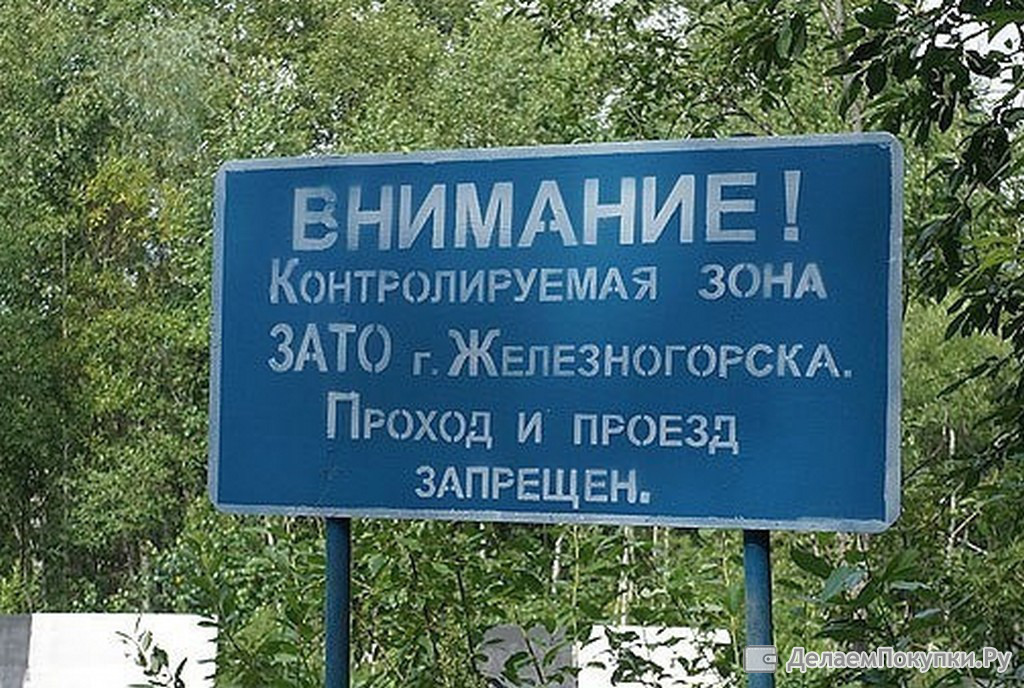 ВНИМАНИЕ!
Контролируемая зона
ЗАТО г. Железногорска.
Проход и проезд
запрещен.
ДелаемПокупки.Ру